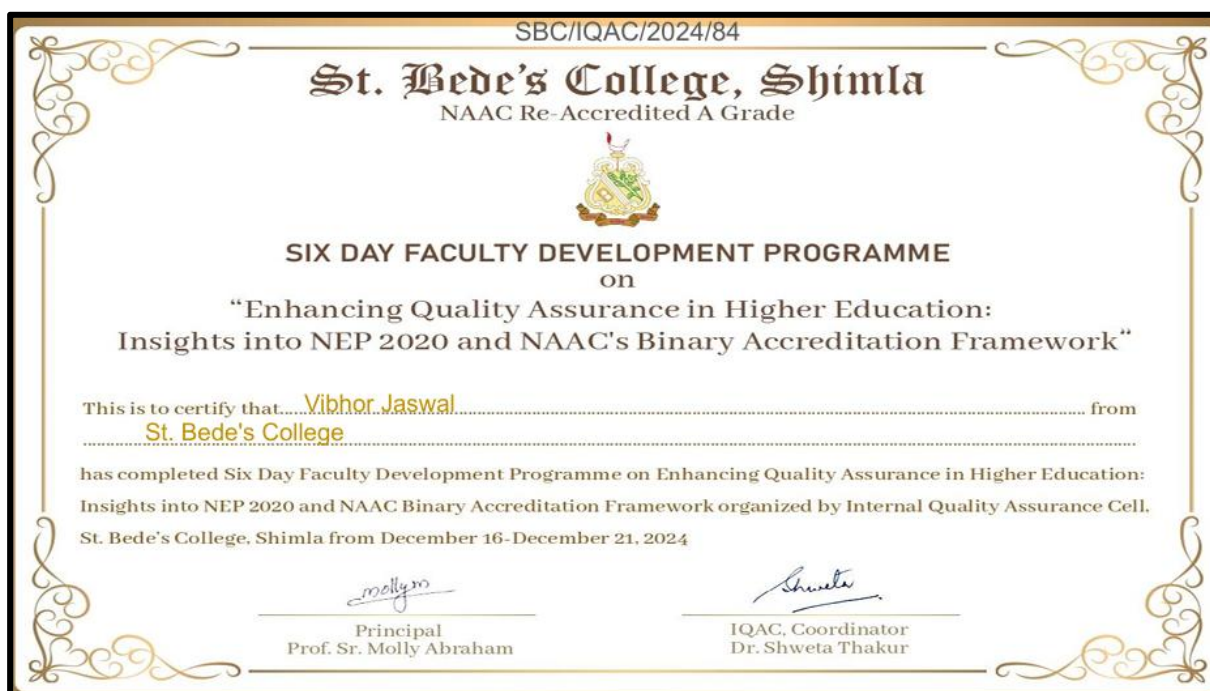 SBC/IQAC/2024/84
St. Bede's College, Shimla
NAAC Re-Accredited A Grade
SIX DAY FACULTY DEVELOPMENT PROGRAMME
on
“Enhancing Quality Assurance in Higher Education:
Insights into NEP 2020 and NAAC's Binary Accreditation Framework“
This is to certify that.....Vibhor Jaswal..... from
St. Bede's College
has completed Six Day Faculty Development Programme on Enhancing Quality Assurance in Higher Education:
Insights into NEP 2020 and NAAC Binary Accreditation Framework organized by Internal Quality Assurance Cell,
St. Bede’s College, Shimla from December 16-December 21, 2024
mollym Shweta
Principal IQAC, Coordinator
Prof. Sr. Molly Abraham Dr. Shweta Thakur